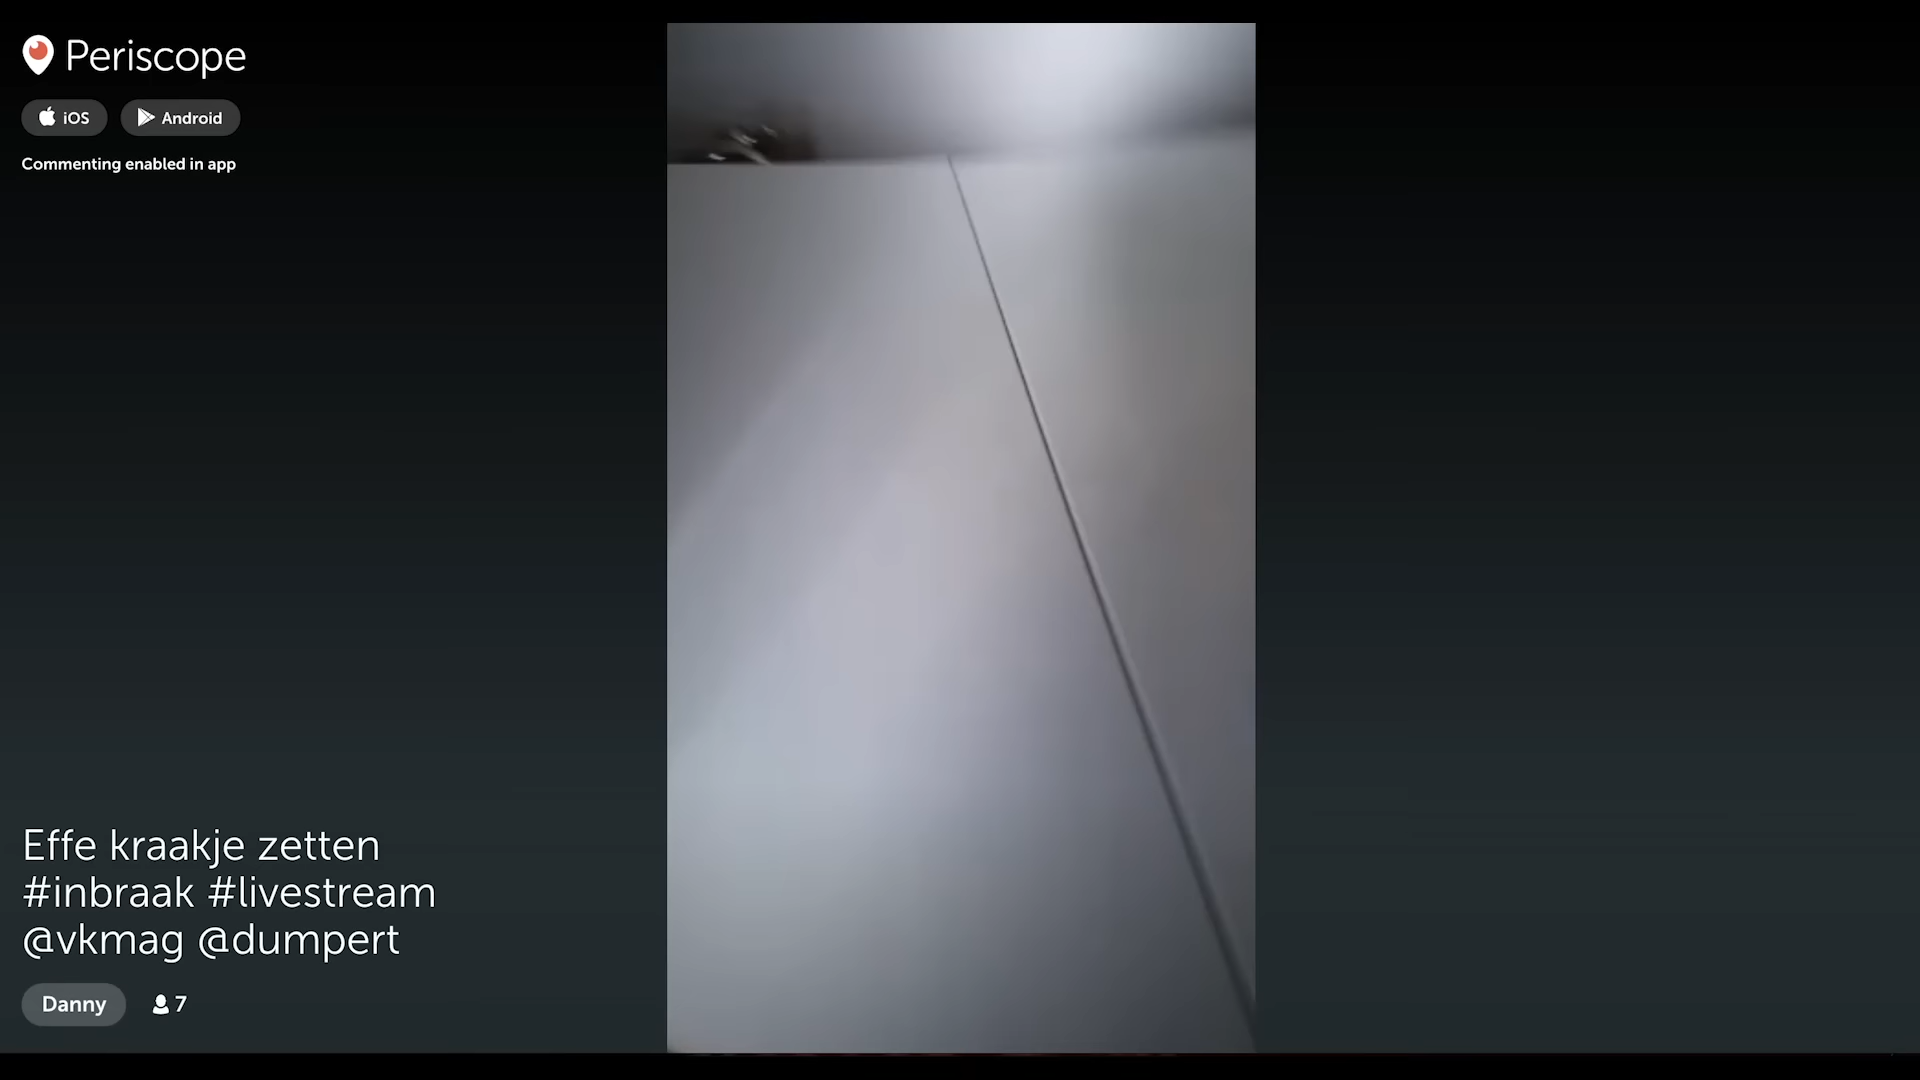 Periscope
iOS
Android
Commenting enabled in app
Effe kraakje zetten
#inbraak #livestream
@vkmag @dumpert
Danny
7